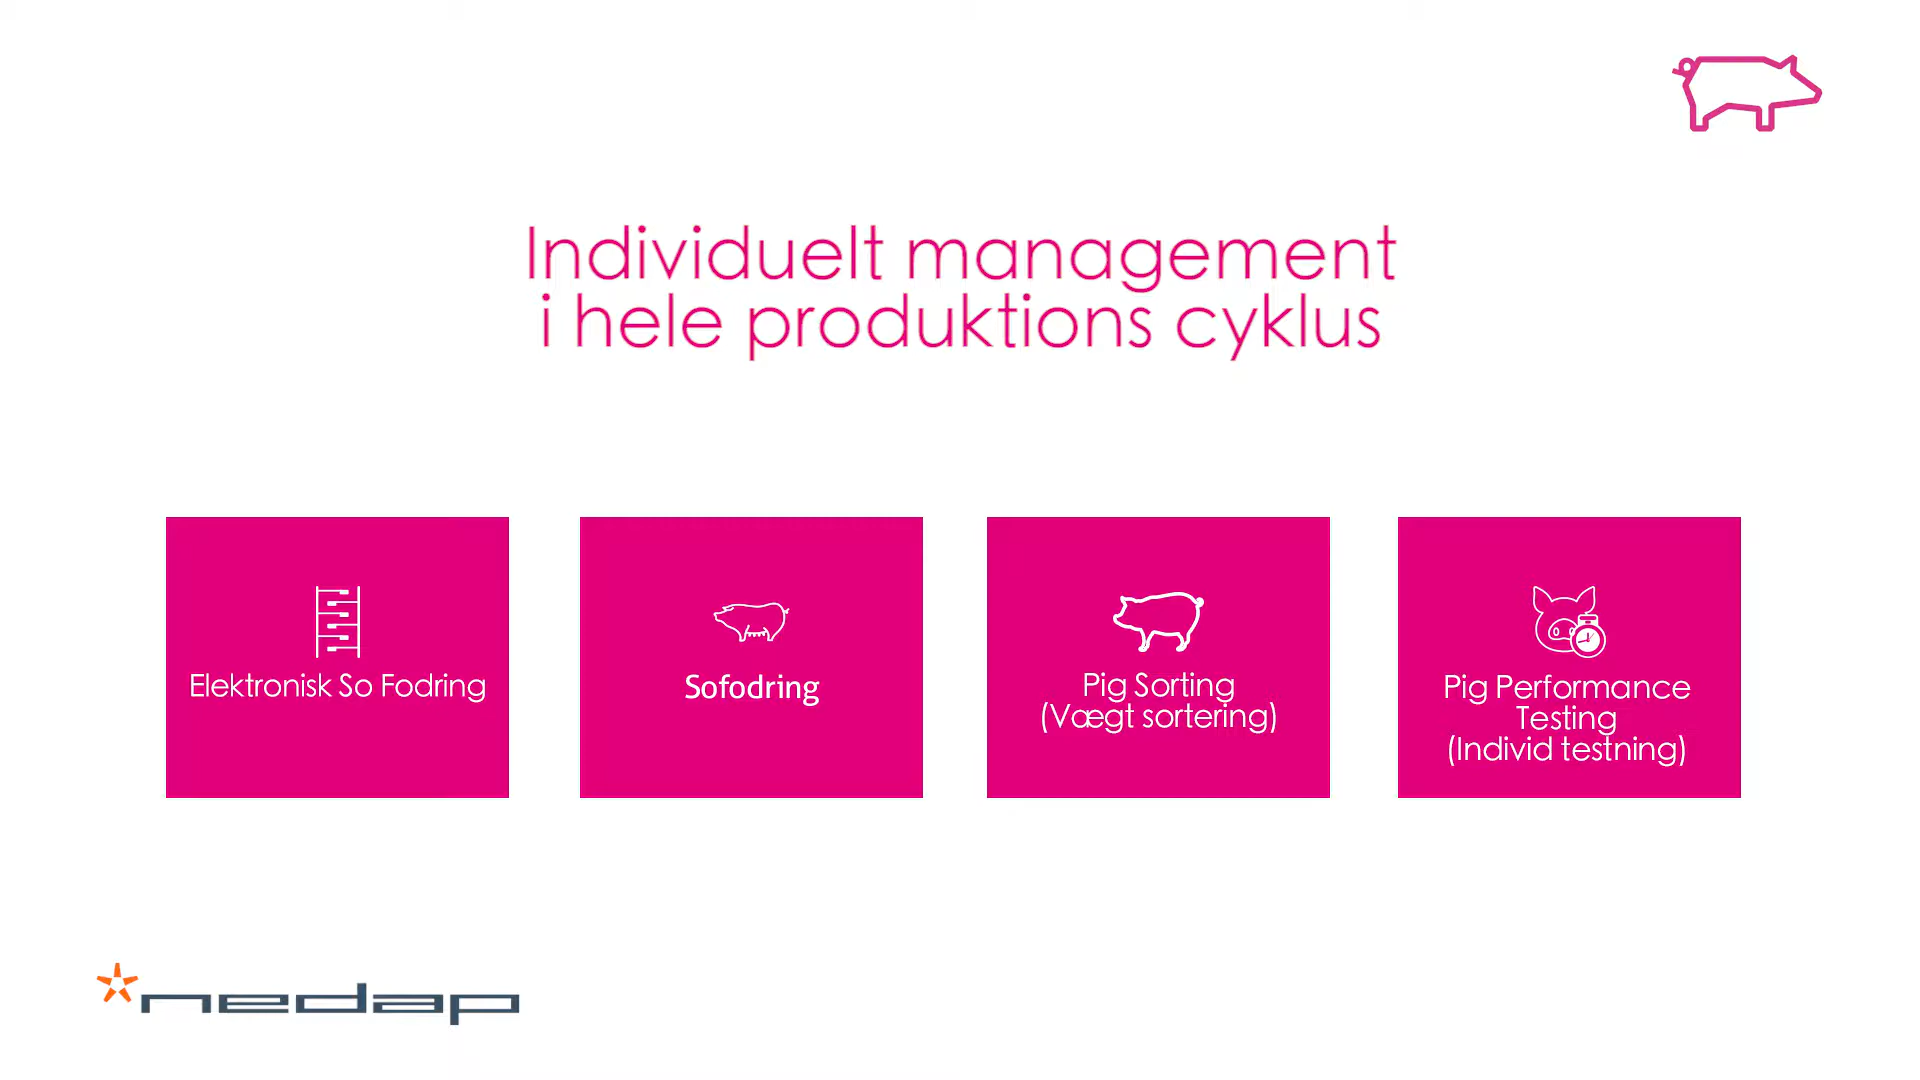 Individuelt management
i hele produktions cyklus
Elektronisk So Fodring
Sofodring
Pig Sorting
(Vægt sortering)
Pig Performance
Testing
(Individ testning)
nedap